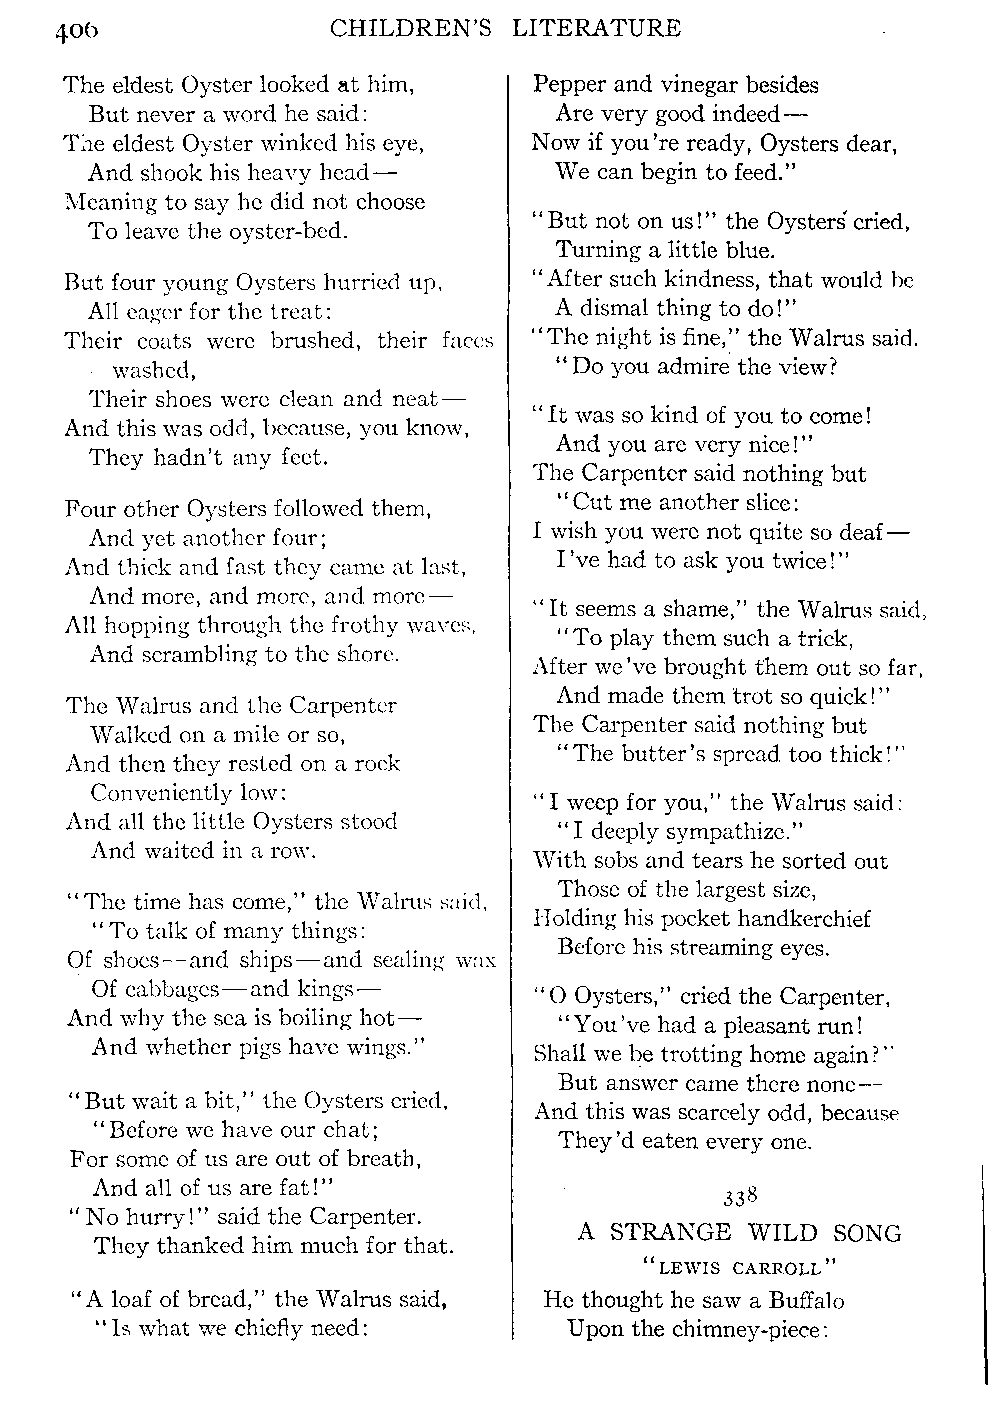 406 CHILDREN'S LITERATURE
The eldest Oyster looked at him,
But never a word he said:
The eldest Oyster winked his eye,
And shook his heavy head—
Meaning to say he did not choose
To leave the oyster-bed.
But four young Oysters hurried up,
All eager for the treat:
Their coats were brushed, their faces
washed,
Their shoes were clean and neat—
And this was odd, because, you know,
They hadn't any feet.
Four other Oysters followed them,
And yet another four;
And thick and fast they came at last,
And more, and more, and more—
All hopping through the frothy waves,
And scrambling to the shore.
The Walrus and the Carpenter
Walked on a mile or so,
And then they rested on a rock
Conveniently low:
And all the little Oysters stood
And waited in a row.
"The time has come," the Walrus said,
"To talk of many things:
Of shoes--and ships—and sealing wax
Of cabbages—and kings—
And why the sea is boiling hot—
And whether pigs have wings."
"But wait a bit," the Oysters cried,
"Before we have our chat;
For some of us are out of breath,
And all of us are fat!"
"No hurry!" said the Carpenter.
They thanked him much for that.
"A loaf of bread," the Walrus said,
"Is what we chiefly need:
Pepper and vinegar besides
Are very good indeed—
Now if you're ready, Oysters dear,
We can begin to feed."
"But not on us!" the Oysters cried,
Turning a little blue.
"After such kindness, that would be
A dismal thing to do!"
"The night is fine," the Walrus said.
"Do you admire the view?
"It was so kind of you to come!
And you are very nice!"
The Carpenter said nothing but
"Cut me another slice:
I wish you were not quite so deaf—
I've had to ask you twice!"
"It seems a shame," the Walrus said,
"To play them such a trick,
After we've brought them out so far,
And made them trot so quick!"
The Carpenter said nothing but
"The butter's spread too thick!"
"I weep for you," the Walrus said:
"I deeply sympathize."
With sobs and tears he sorted out
Those of the largest size,
Holding his pocket handkerchief
Before his streaming eyes.
"O Oysters," cried the Carpenter,
"You've had a pleasant run!
Shall we be trotting home again?"
But answer came there none—
And this was scarcely odd, because
They'd eaten every one.
338
A STRANGE WILD SONG
"LEWIS CARROLL"
He thought he saw a Buffalo
Upon the chimney-piece: